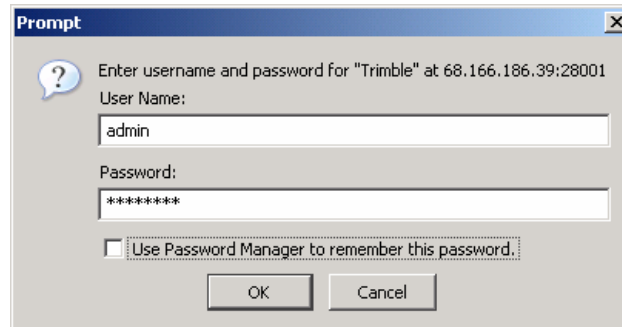 Prompt
Enter username and password for "Trimble" at 68.166.186.39:28001
User Name:
admin
Password:
********
Use Password Manager to remember this password.
OK
Cancel